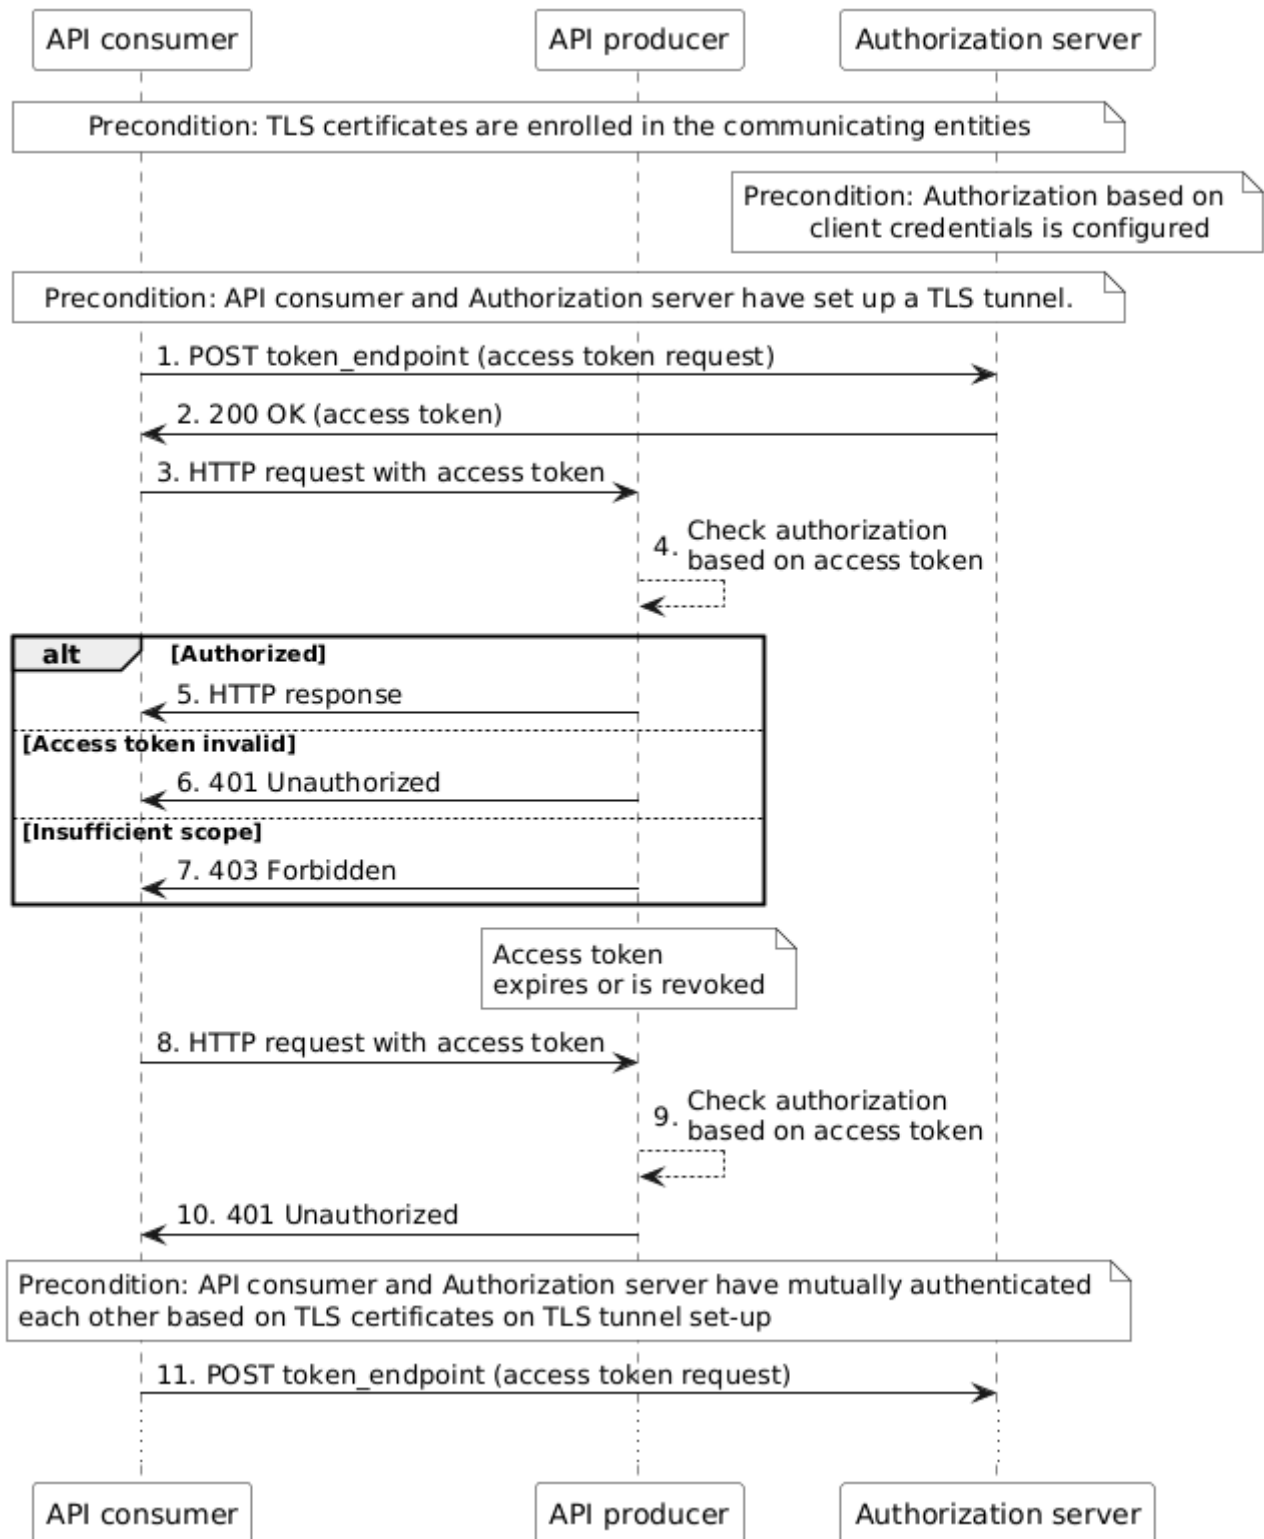 API consumer
API producer
Authorization server
Precondition: TLS certificates are enrolled in the communicating entities
Precondition: Authorization based on
client credentials is configured
Precondition: API consumer and Authorization server have set up a TLS tunnel.
1. POST token_endpoint (access token request)
2. 200 OK (access token)
3. HTTP request with access token
4. Check authorization
based on access token
alt [Authorized]
5. HTTP response
[Access token invalid]
6. 401 Unauthorized
[Insufficient scope]
7. 403 Forbidden
Access token
expires or is revoked
8. HTTP request with access token
9. Check authorization
based on access token
10. 401 Unauthorized
Precondition: API consumer and Authorization server have mutually authenticated
each other based on TLS certificates on TLS tunnel set-up
11. POST token_endpoint (access token request)
API consumer
API producer
Authorization server